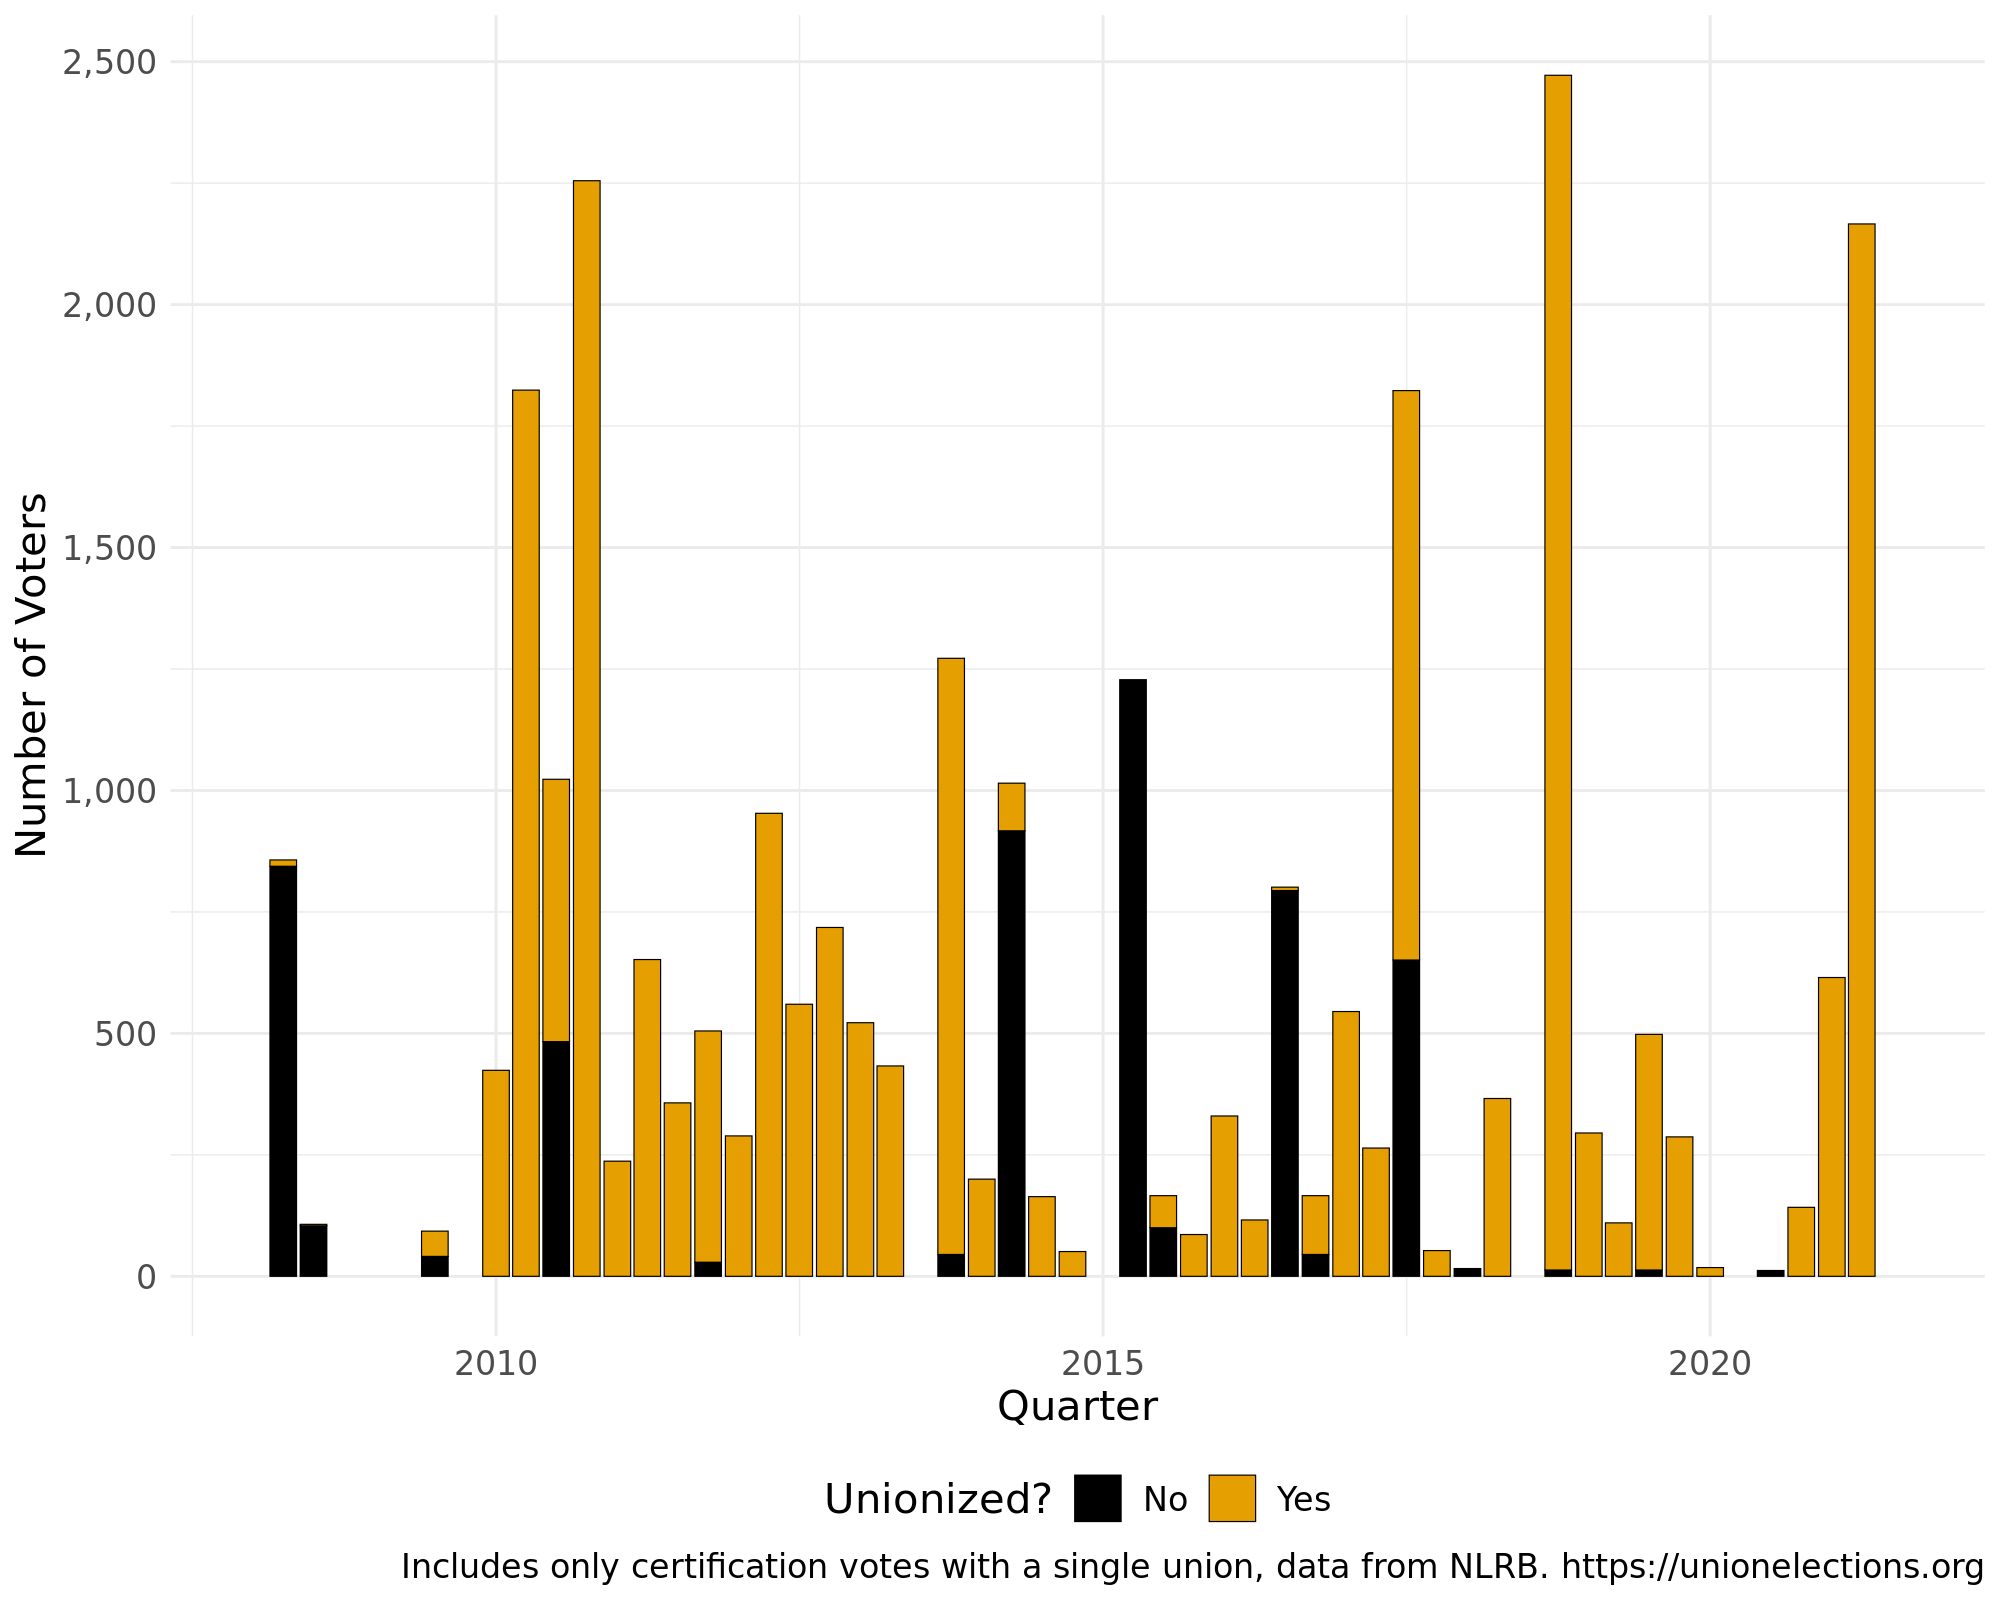 2,500
2,000
1,500
1,000
500
0
Number of Voters
2010 2015 2020
Quarter
Unionized? No Yes
Includes only certification votes with a single union, data from NLRB. https://unionelections.org